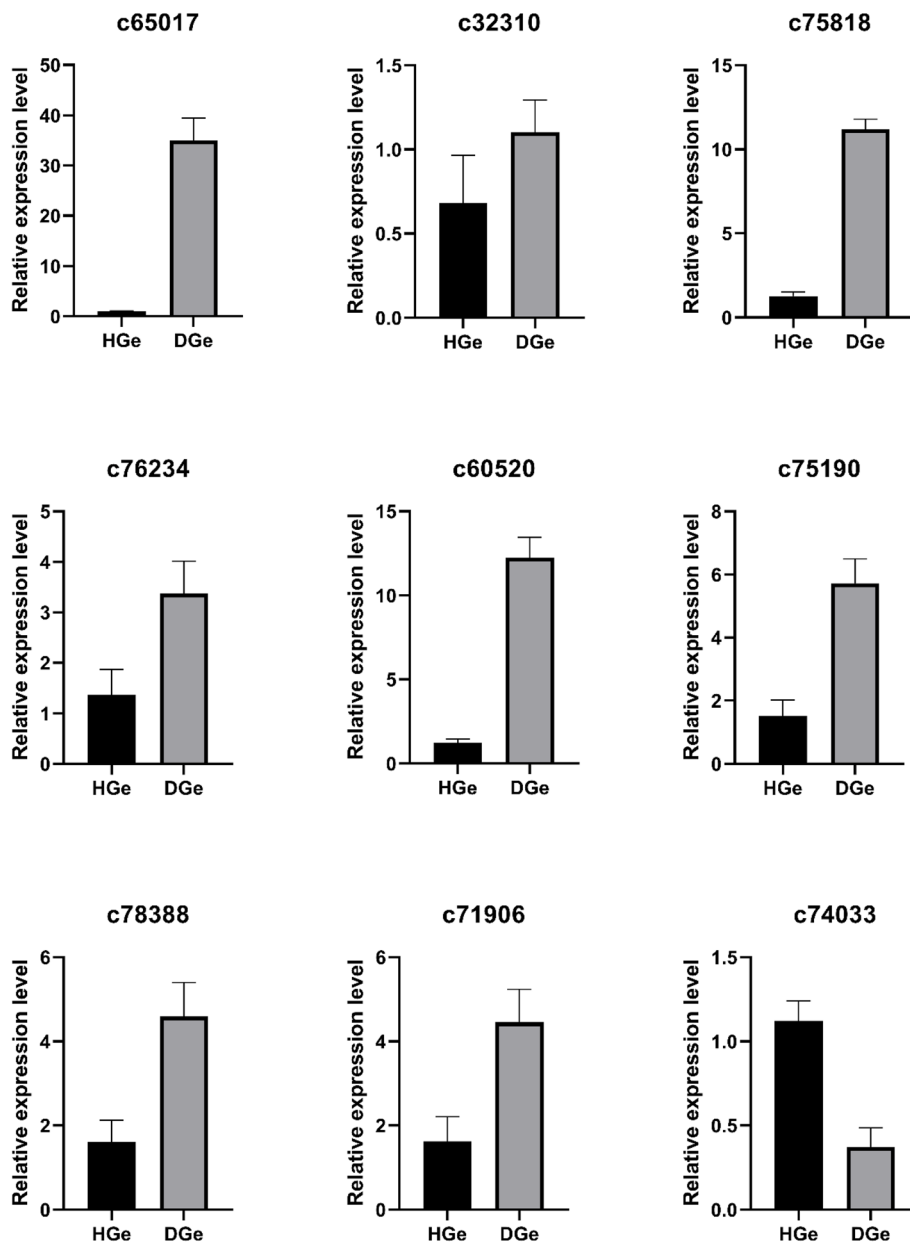 c65017
Relative expression level
50
40
30
20
10
0
HGe DGe
c32310
Relative expression level
1.5
1.0
0.5
0.0
HGe DGe
c75818
Relative expression level
15
10
5
0
HGe DGe
c76234
Relative expression level
5
4
3
2
1
0
HGe DGe
c60520
Relative expression level
15
10
5
0
HGe DGe
c75190
Relative expression level
8
6
4
2
0
HGe DGe
c78388
Relative expression level
6
4
2
0
HGe DGe
c71906
Relative expression level
6
4
2
0
HGe DGe
c74033
Relative expression level
1.5
1.0
0.5
0.0
HGe DGe